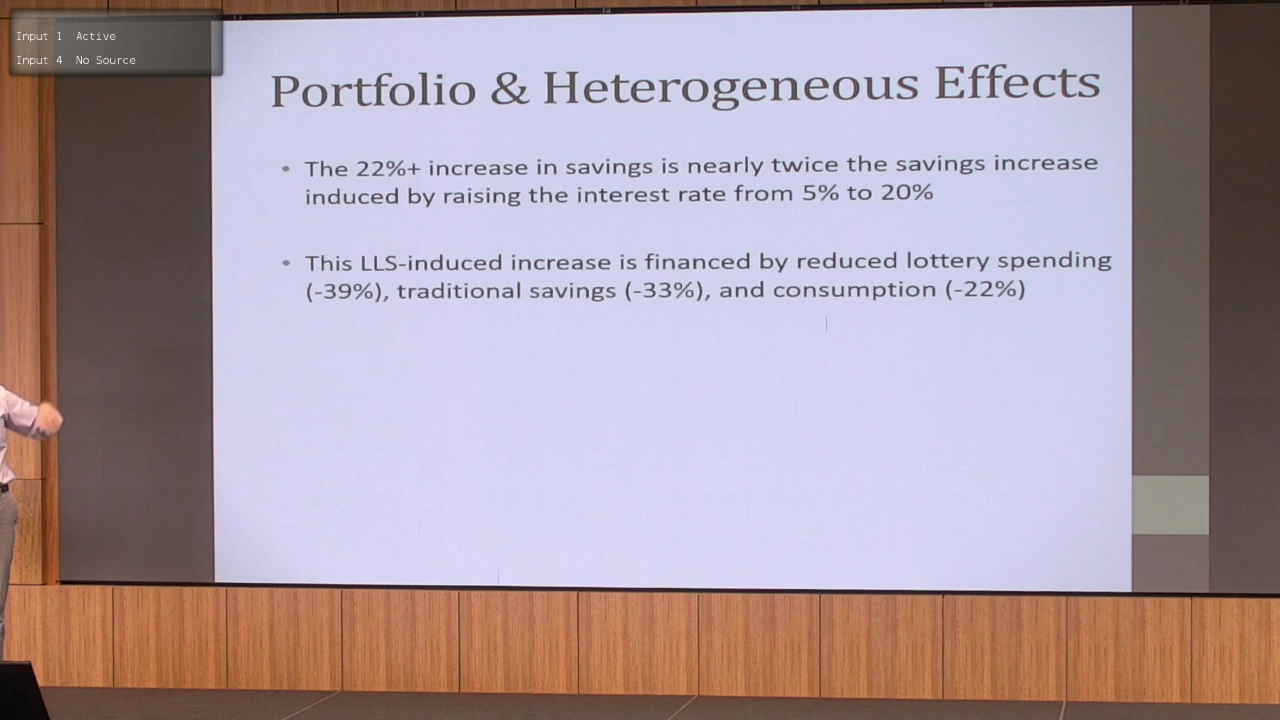 Input 1 Active
Input 4 No Source
Portfolio & Heterogeneous Effects
• The 22%+ increase in savings is nearly twice the savings increase
induced by raising the interest rate from 5% to 20%
• This LLS-induced increase is financed by reduced lottery spending
(-39%), traditional savings (-33%), and consumption (-22%)